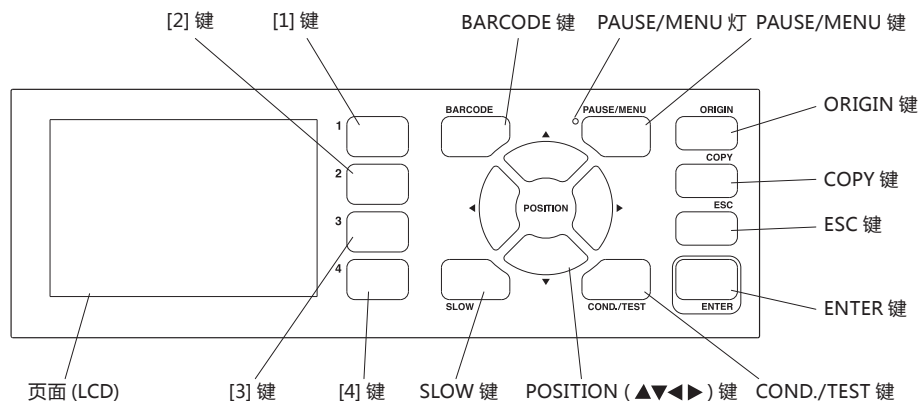 [2] 键 [1] 键 BARCODE 键 PAUSE/MENU 灯 PAUSE/MENU 键
BARCODE PAUSE/MENU ORIGIN
ORIGIN 键
1
COPY
2
COPY 键
ESC
POSITION
3
ESC 键
4
SLOW COND./TEST ENTER
ENTER 键
页面 (LCD) [3] 键 [4] 键 SLOW 键 POSITION ( ▲▼◀▶ ) 键 COND./TEST 键